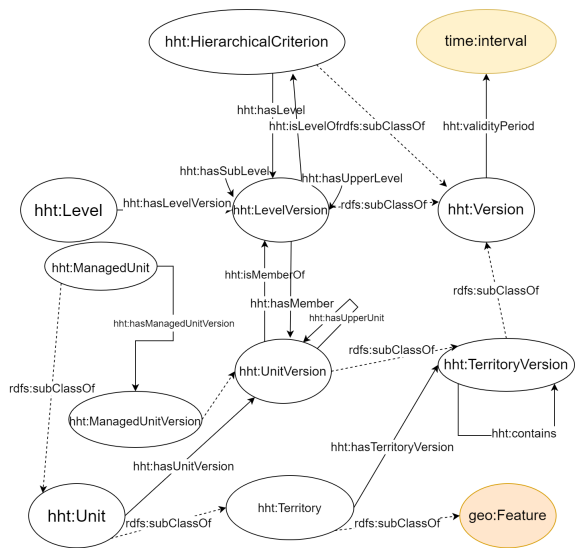 hht:HierarchicalCriterion
time:interval
hht:hasLevel
hht:isLevelOf
rdfs:subClassOf
hht:validityPeriod
hht:hasSubLevel
hht:hasUpperLevel
hht:Level
hht:hasLevelVersion
hht:LevelVersion
rdfs:subClassOf
hht:Version
hht:ManagedUnit
hht:isMemberOf
rdfs:subClassOf
hht:hasMember
hht:hasManagedUnitVersion
hht:hasUpperUnit
rdfs:subClassOf
hht:UnitVersion
hht:TerritoryVersion
rdfs:subClassOf
hht:ManagedUnitVersion
hht:contains
hht:hasTerritoryVersion
hht:hasUnitVersion
hht:Unit
rdfs:subClassOf
hht:Territory
rdfs:subClassOf
geo:Feature